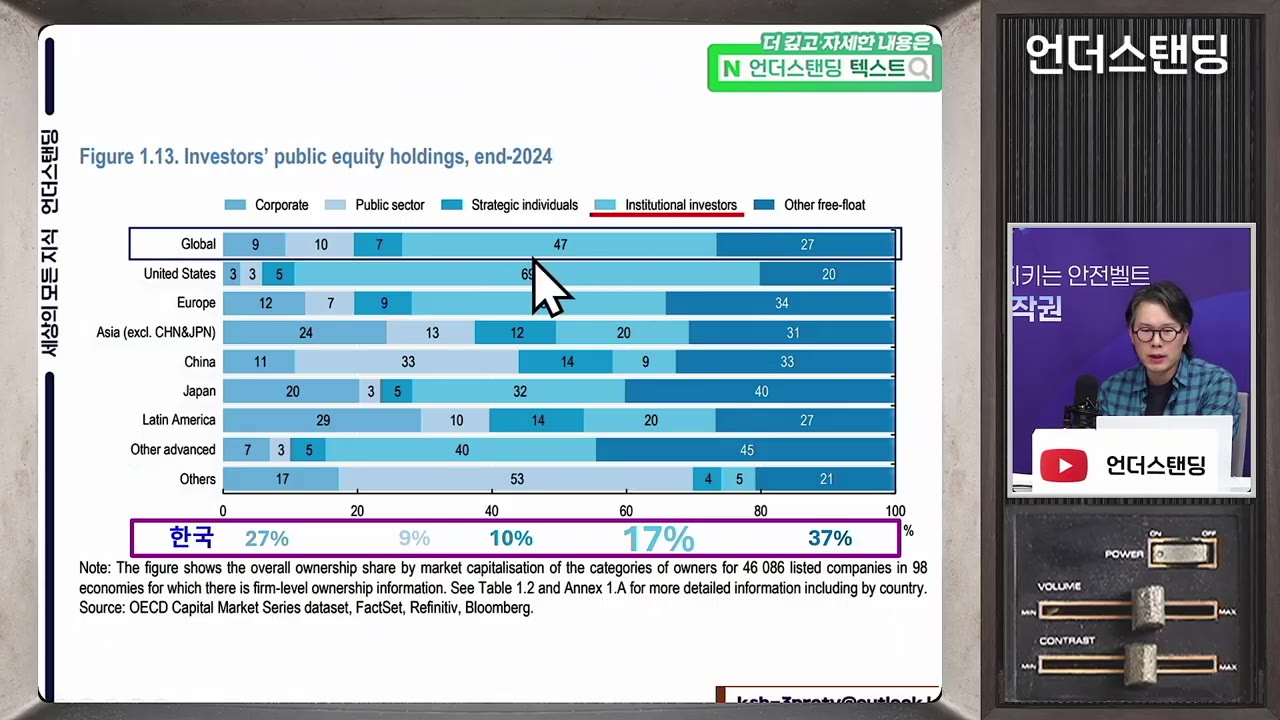 더 깊고 자세한 내용은
N 언더스탠딩 텍스트
언더스탠딩
세상의 모든 지식 언더스탠딩
Figure 1.13. Investors' public equity holdings, end-2024
Corporate Public sector Strategic individuals Institutional investors Other free-float
Global 9 10 7 47 27
United States 3 3 5 69 20
Europe 12 7 9 34
Asia (excl. CHN&JPN) 24 13 12 20 31
China 11 33 14 9 33
Japan 20 3 5 32 40
Latin America 29 10 14 20 27
Other advanced 7 3 5 40 45
Others 17 53 4 5 21
0 20 40 60 80 100
%
한국 27% 9% 10% 17% 37%
Note: The figure shows the overall ownership share by market capitalisation of the categories of owners for 46 086 listed companies in 98
economies for which there is firm-level ownership information. See Table 1.2 and Annex 1.A for more detailed information including by country.
Source: OECD Capital Market Series dataset, FactSet, Refinitiv, Bloomberg.
지키는 안전벨트
작권
언더스탠딩
ON OFF
POWER
VOLUME
MIN MAX
CONTRAST
MIN MAX